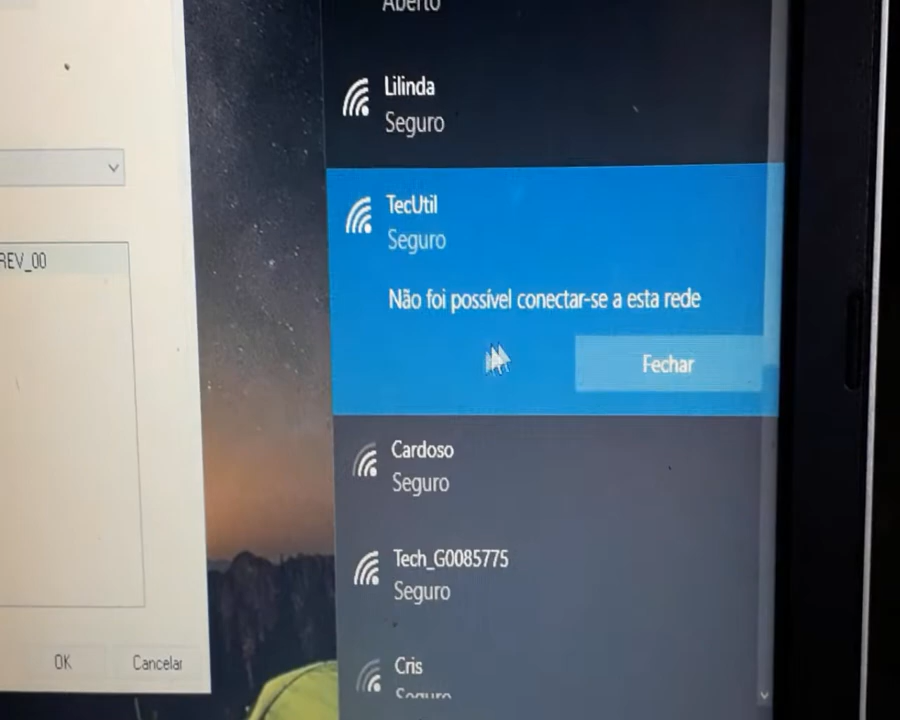 Aberto
Lilinda
Seguro
TecUtil
Seguro
Não foi possível conectar-se a esta rede
Fechar
Cardoso
Seguro
Tech_G0085775
Seguro
Cris
Seguro
REV_00
OK
Cancelar